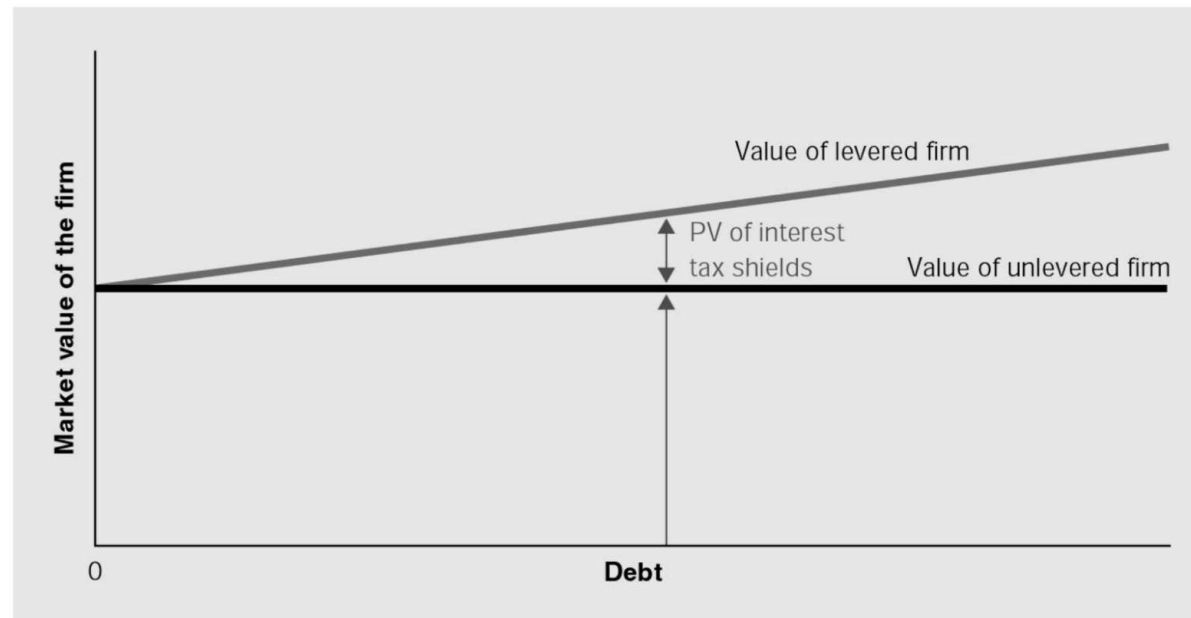 Market value of the firm
Value of levered firm
PV of interest
tax shields
Value of unlevered firm
0
Debt